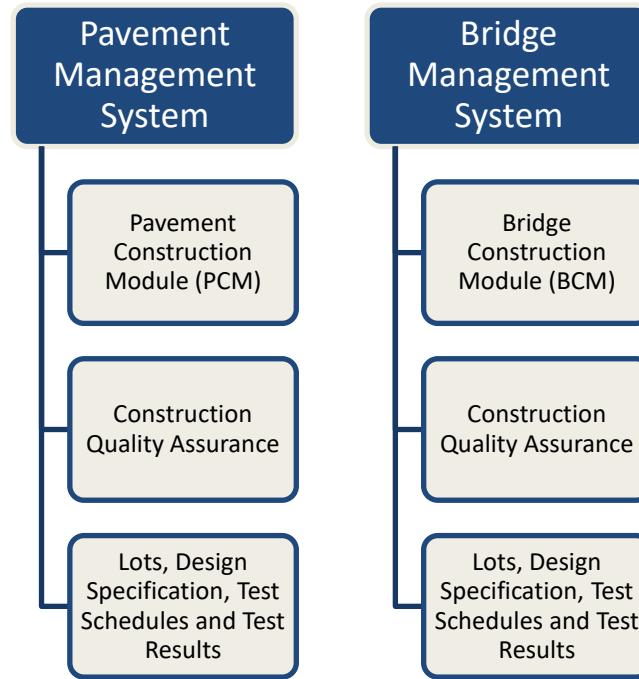 Pavement
Management
System
Pavement
Construction
Module (PCM)
Construction
Quality Assurance
Lots, Design
Specification, Test
Schedules and Test
Results
Bridge
Management
System
Bridge
Construction
Module (BCM)
Construction
Quality Assurance
Lots, Design
Specification, Test
Schedules and Test
Results